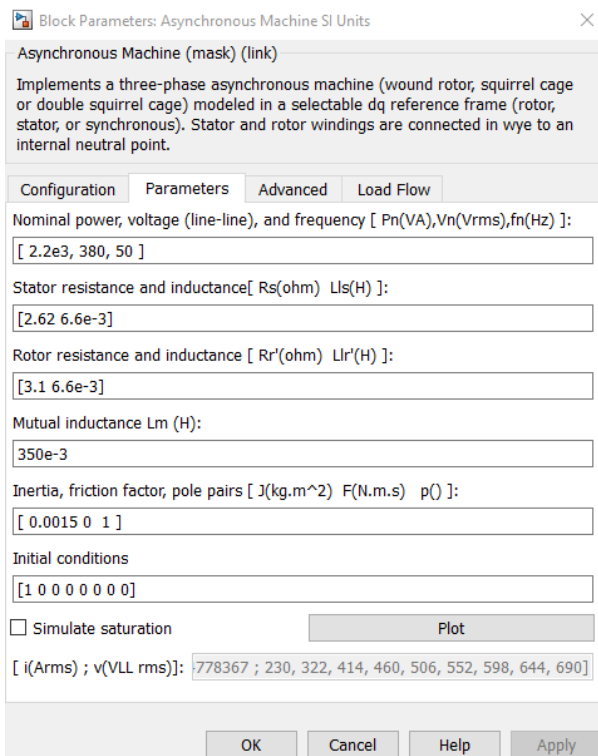 Block Parameters: Asynchronous Machine SI Units
Asynchronous Machine (mask) (link)
Implements a three-phase asynchronous machine (wound rotor, squirrel cage
or double squirrel cage) modeled in a selectable dq reference frame (rotor,
stator, or synchronous). Stator and rotor windings are connected in wye to an
internal neutral point.
Configuration Parameters Advanced Load Flow
Nominal power, voltage (line-line), and frequency [ Pn(VA),Vn(Vrms),fn(Hz) ]:
[ 2.2e3, 380, 50 ]
Stator resistance and inductance[ Rs(ohm) Lls(H) ]:
[2.62 6.6e-3]
Rotor resistance and inductance [ Rr'(ohm) Llr'(H) ]:
[3.1 6.6e-3]
Mutual inductance Lm (H):
350e-3
Inertia, friction factor, pole pairs [ J(kg.m^2) F(N.m.s) p() ]:
[ 0.0015 0 1 ]
Initial conditions
[1 0 0 0 0 0 0 0]
Simulate saturation Plot
[ i(Arms) ; v(VLL rms)]: 778367 ; 230, 322, 414, 460, 506, 552, 598, 644, 690]
OK Cancel Help Apply